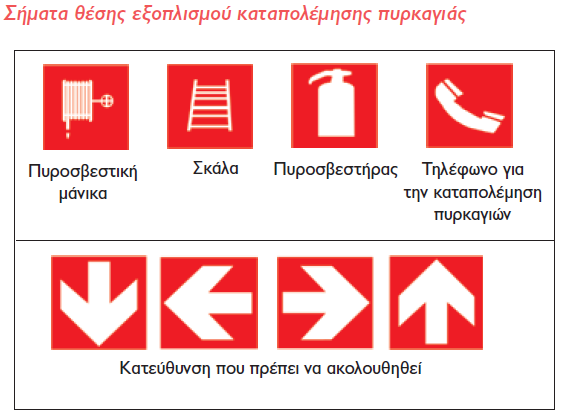 Σήματα θέσης εξοπλισμού καταπολέμησης πυρκαγιάς
Πυροσβεστική
μάνικα
Σκάλα
Πυροσβεστήρας
Τηλέφωνο για
την καταπολέμηση
πυρκαγιών
Κατεύθυνση που πρέπει να ακολουθηθεί